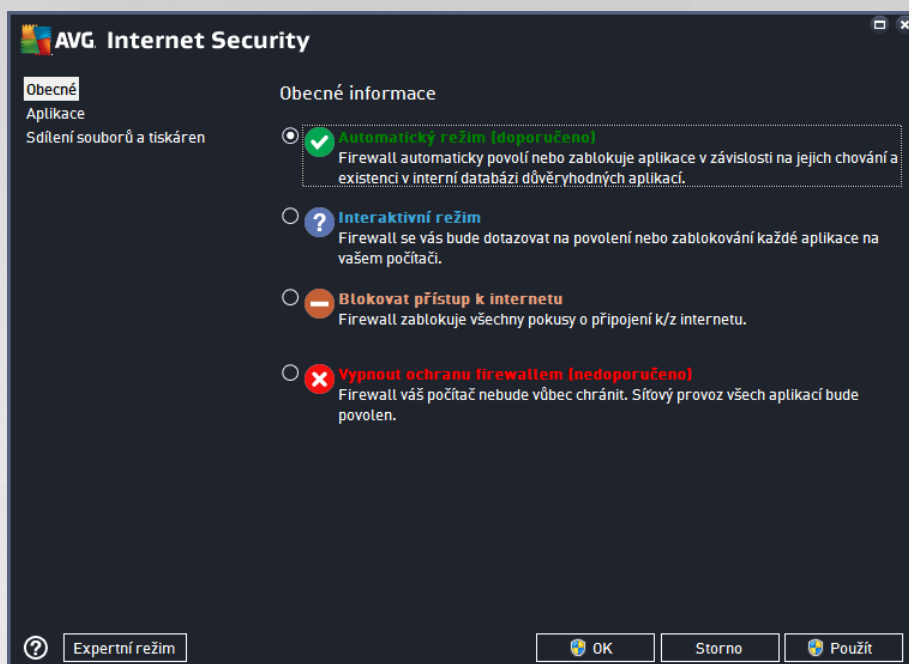 AVG Internet Security
Obecné
Aplikace
Sdílení souborů a tiskáren
Obecné informace
Automatický režim (doporučeno)
Firewall automaticky povolí nebo zablokuje aplikace v závislosti na jejich chování a
existenci v interní databázi důvěryhodných aplikací.
Interaktivní režim
Firewall se vás bude dotazovat na povolení nebo zablokování každé aplikace na
vašem počítači.
Blokovat přístup k internetu
Firewall zablokuje všechny pokusy o připojení k/z internetu.
Vypnout ochranu firewallem (nedoporučeno)
Firewall váš počítač nebude vůbec chránit. Síťový provoz všech aplikací bude
povolen.
Expertní režim
OK
Storno
Použít